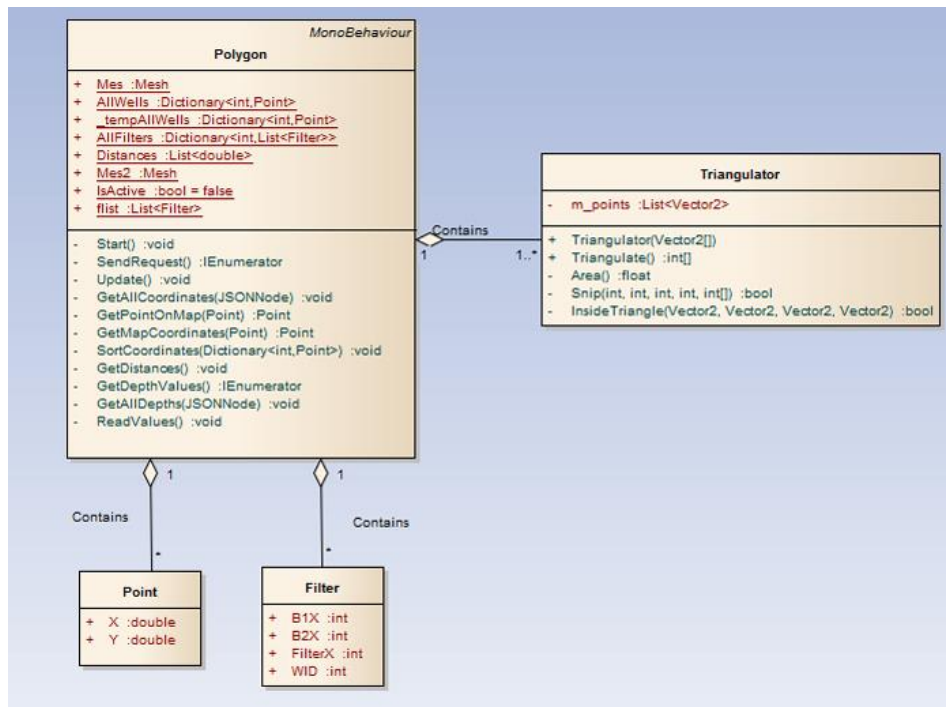 MonoBehaviour
Polygon
+ Mes :Mesh
+ AllWells :Dictionary<int,Point>
+ _tempAllWells :Dictionary<int,Point>
+ AllFilters :Dictionary<int,List<Filter>>
+ Distances :List<double>
+ Mes2 :Mesh
+ IsActive :bool = false
+ flist :List<Filter>
- Start() :void
- SendRequest() :IEnumerator
- Update() :void
- GetAllCoordinates(JSONNode) :void
- GetPointOnMap(Point) :Point
- GetMapCoordinates(Point) :Point
- SortCoordinates(Dictionary<int,Point>) :void
- GetDistances() :void
- GetDepthValues() :IEnumerator
- GetAllDepths(JSONNode) :void
- ReadValues() :void
Contains
1
1..*
Triangulator
- m_points :List<Vector2>
+ Triangulator(Vector2[])
+ Triangulate() :int[]
- Area() :float
- Snip(int, int, int, int, int[]) :bool
- InsideTriangle(Vector2, Vector2, Vector2, Vector2) :bool
1
Contains
*
1
Contains
*
Point
+ X :double
+ Y :double
Filter
+ B1X :int
+ B2X :int
+ FilterX :int
+ WID :int